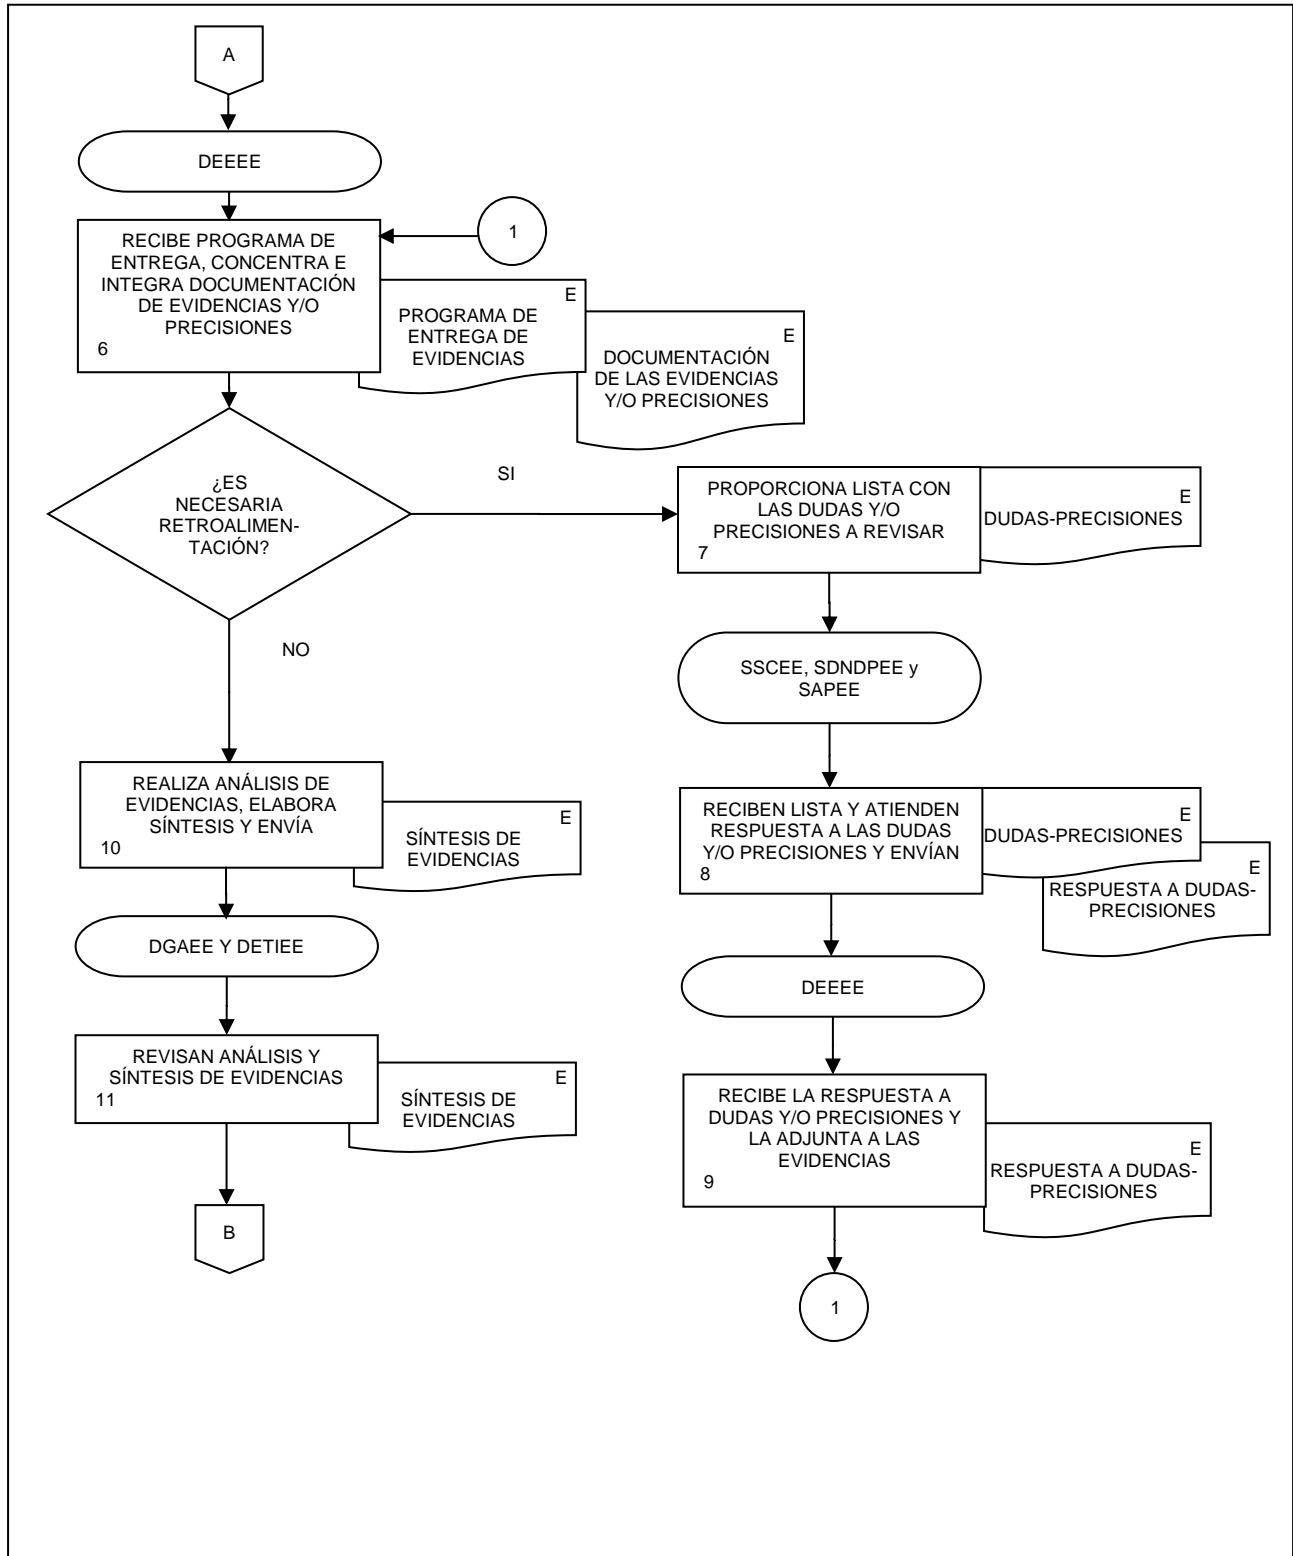 A
DEEEE
RECIBE PROGRAMA DE
ENTREGA, CONCENTRA E
INTEGRA DOCUMENTACIÓN
DE EVIDENCIAS Y/O
PRECISIONES
6
1
E
PROGRAMA DE
ENTREGA DE
EVIDENCIAS
E
DOCUMENTACIÓN
DE LAS EVIDENCIAS
Y/O PRECISIONES
¿ES
NECESARIA
RETROALIMEN-
TACIÓN?
SI
NO
PROPORCIONA LISTA CON
LAS DUDAS Y/O
PRECISIONES A REVISAR
7
E
DUDAS-PRECISIONES
SSCEE, SDNDPEE y
SAPEE
RECIBEN LISTA Y ATIENDEN
RESPUESTA A LAS DUDAS
Y/O PRECISIONES Y ENVÍAN
8
E
DUDAS-PRECISIONES
E
RESPUESTA A DUDAS-
PRECISIONES
DEEEE
RECIBE LA RESPUESTA A
DUDAS Y/O PRECISIONES Y
LA ADJUNTA A LAS
EVIDENCIAS
9
E
RESPUESTA A DUDAS-
PRECISIONES
1
REALIZA ANÁLISIS DE
EVIDENCIAS, ELABORA
SÍNTESIS Y ENVÍA
10
E
SÍNTESIS DE
EVIDENCIAS
DGAEE Y DETIEE
REVISAN ANÁLISIS Y
SÍNTESIS DE EVIDENCIAS
11
E
SÍNTESIS DE
EVIDENCIAS
B